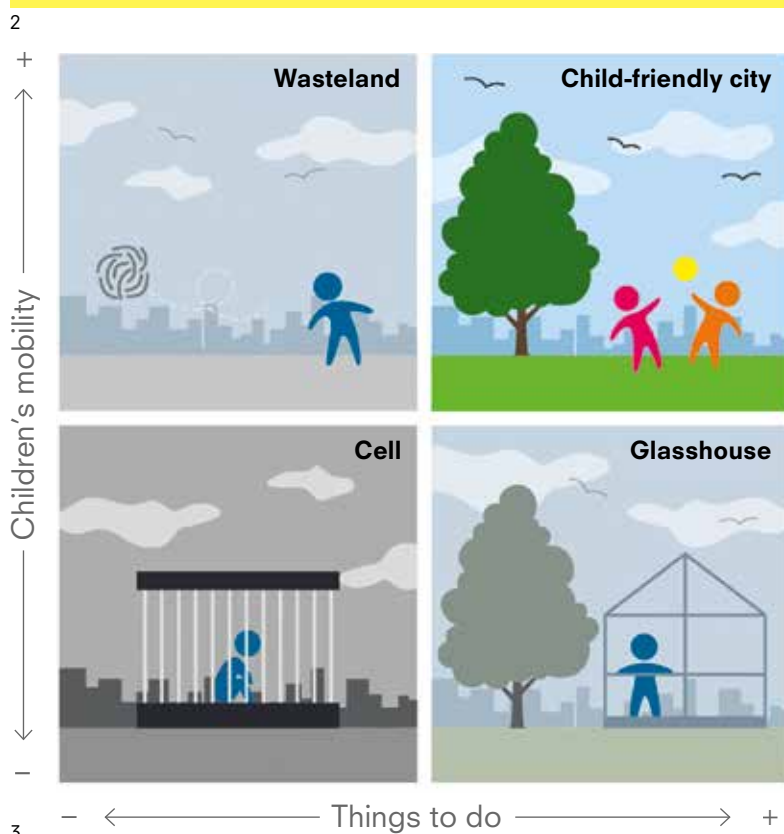 2
+
Wasteland
Child-friendly city
Children’s mobility
Cell
Glasshouse
−
− Things to do +
3